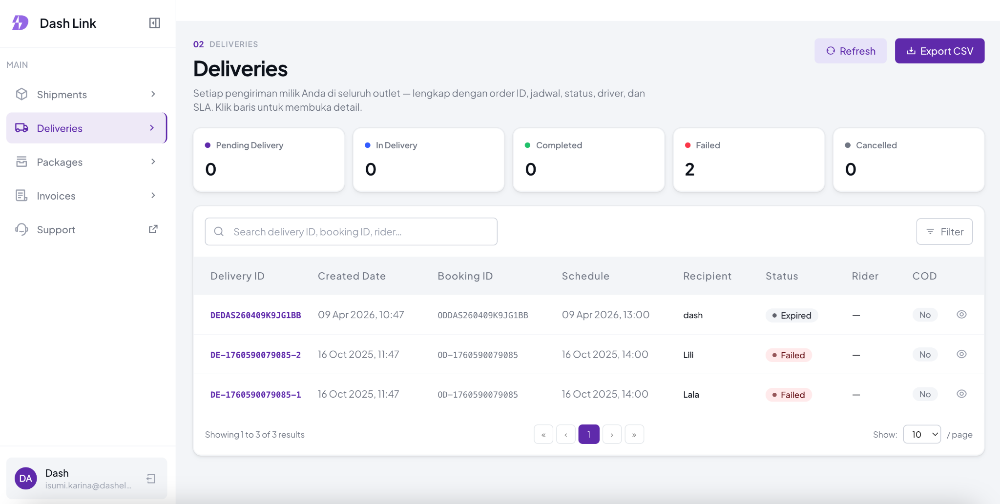 Dash Link
MAIN
Shipments
Deliveries
Packages
Invoices
Support
DA
Dash
isumi.karina@dashel...
02 DELIVERIES
Deliveries
Setiap pengiriman milik Anda di seluruh outlet — lengkap dengan order ID, jadwal, status, driver, dan
SLA. Klik baris untuk membuka detail.
Refresh
Export CSV
Pending Delivery
0
In Delivery
0
Completed
0
Failed
2
Cancelled
0
Search delivery ID, booking ID, rider...
Filter
Delivery ID Created Date Booking ID Schedule Recipient Status Rider COD
DEDAS260409K9JG1BB 09 Apr 2026, 10:47 ODDAS260409K9JG1BB 09 Apr 2026, 13:00 dash Expired — No
DE-1760590079085-2 16 Oct 2025, 11:47 OD-1760590079085 16 Oct 2025, 14:00 Lili Failed — No
DE-1760590079085-1 16 Oct 2025, 11:47 OD-1760590079085 16 Oct 2025, 14:00 Lala Failed — No
Showing 1 to 3 of 3 results « ‹ 1 › » Show: 10 / page